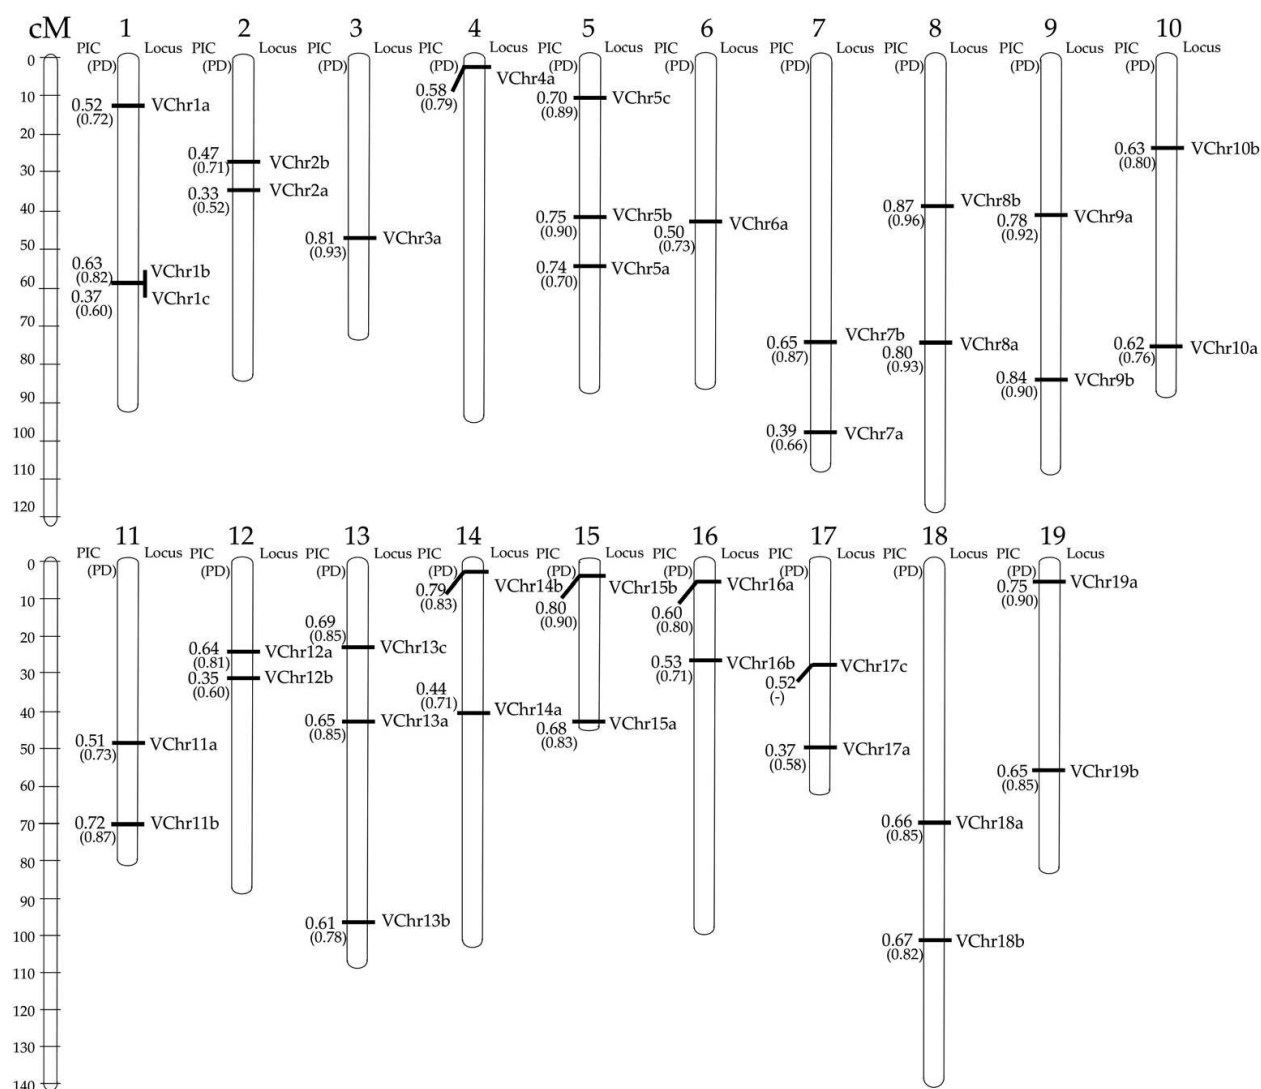 cM 1 2 3 4 5 6 7 8 9 10
PIC (PD) Locus PIC (PD) Locus PIC (PD) Locus PIC (PD) Locus PIC (PD) Locus PIC (PD) Locus PIC (PD) Locus PIC (PD) Locus PIC (PD) Locus PIC (PD) Locus
0
10
20
30
40
50
60
70
80
90
100
110
120
0.52 (0.72) VChr1a
0.63 (0.82) VChr1b
0.37 (0.60) VChr1c
0.47 (0.71) VChr2b
0.33 (0.52) VChr2a
0.81 (0.93) VChr3a
0.58 (0.79) VChr4a
0.70 (0.89) VChr5c
0.75 (0.90) VChr5b
0.74 (0.70) VChr5a
0.50 (0.73) VChr6a
0.65 (0.87) VChr7b
0.39 (0.66) VChr7a
0.87 (0.96) VChr8b
0.80 (0.93) VChr8a
0.78 (0.92) VChr9a
0.84 (0.90) VChr9b
0.63 (0.80) VChr10b
0.62 (0.76) VChr10a
11 12 13 14 15 16 17 18 19
PIC (PD) Locus PIC (PD) Locus PIC (PD) Locus PIC (PD) Locus PIC (PD) Locus PIC (PD) Locus PIC (PD) Locus PIC (PD) Locus PIC (PD) Locus
0
10
20
30
40
50
60
70
80
90
100
110
120
130
140
0.51 (0.73) VChr11a
0.72 (0.87) VChr11b
0.64 (0.81) VChr12a
0.35 (0.60) VChr12b
0.69 (0.85) VChr13c
0.65 (0.85) VChr13a
0.61 (0.78) VChr13b
0.79 (0.83) VChr14b
0.44 (0.71) VChr14a
0.80 (0.90) VChr15b
0.68 (0.83) VChr15a
0.60 (0.80) VChr16a
0.53 (0.71) VChr16b
0.52 (-) VChr17c
0.37 (0.58) VChr17a
0.66 (0.85) VChr18a
0.67 (0.82) VChr18b
0.75 (0.90) VChr19a
0.65 (0.85) VChr19b